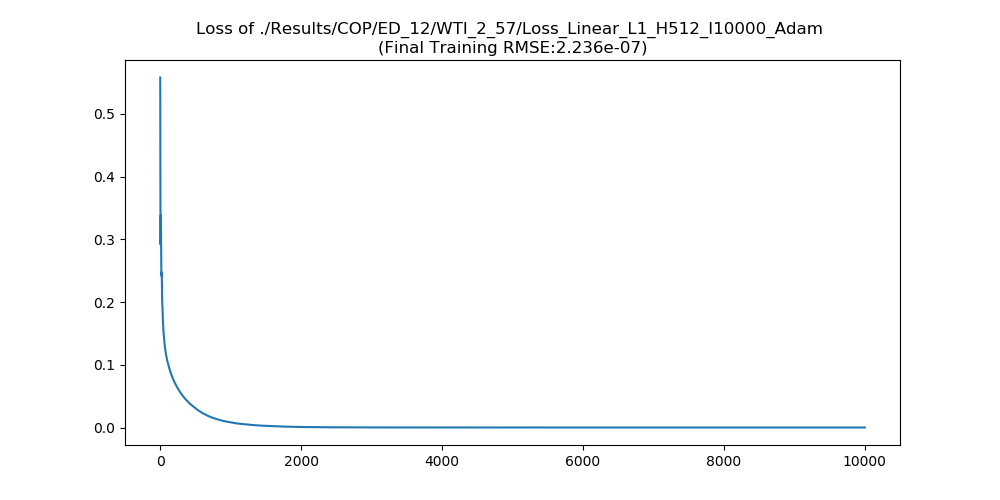 Loss of ./Results/COP/ED_12/WTI_2_57/Loss_Linear_L1_H512_I10000_Adam
(Final Training RMSE:2.236e-07)
0.5
0.4
0.3
0.2
0.1
0.0
0 2000 4000 6000 8000 10000